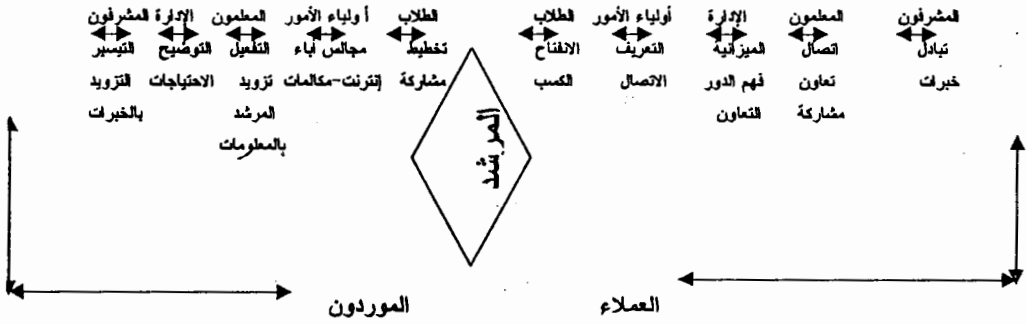 المشرفون المعلمون الإدارة أولياء الأمور الطلاب الطلاب أولياء الأمور المعلمون الإدارة المشرفون
تبادل اتصال الميزانية التعريف الانفتاح تخطيط مجالس آباء التفعيل التوضيح التيسير
خبرات تعاون فهم الدور الاتصال الكسب مشاركة إنترنت-مكالمات تزويد الاحتياجات التزويد
مشاركة التعاون المرشد بالخبرات
بالمعلومات
المرشد
العملاء الموردون